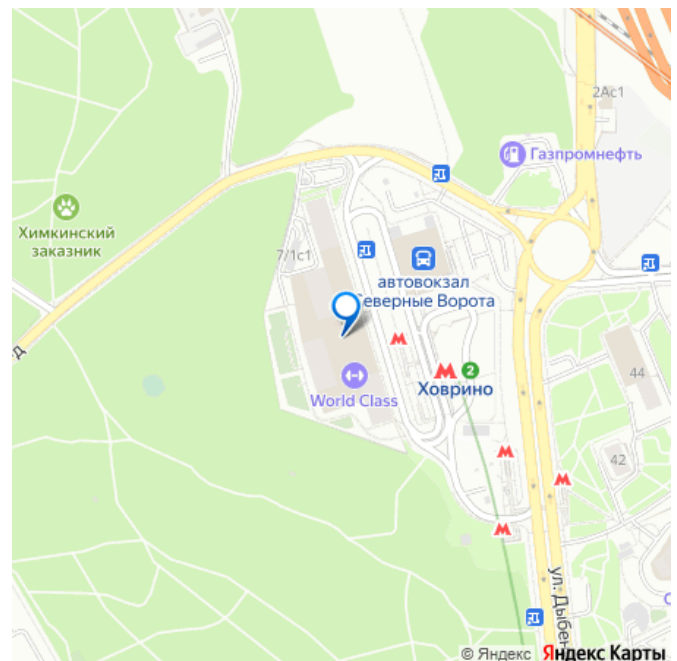 2Ас1
Газпромнефть
Химкинский
заказник
7/1с1
автовокзал
Северные Ворота
2
Ховрино
World Class
44
42
ул. Дыбен
© Яндекс Яндекс Карты